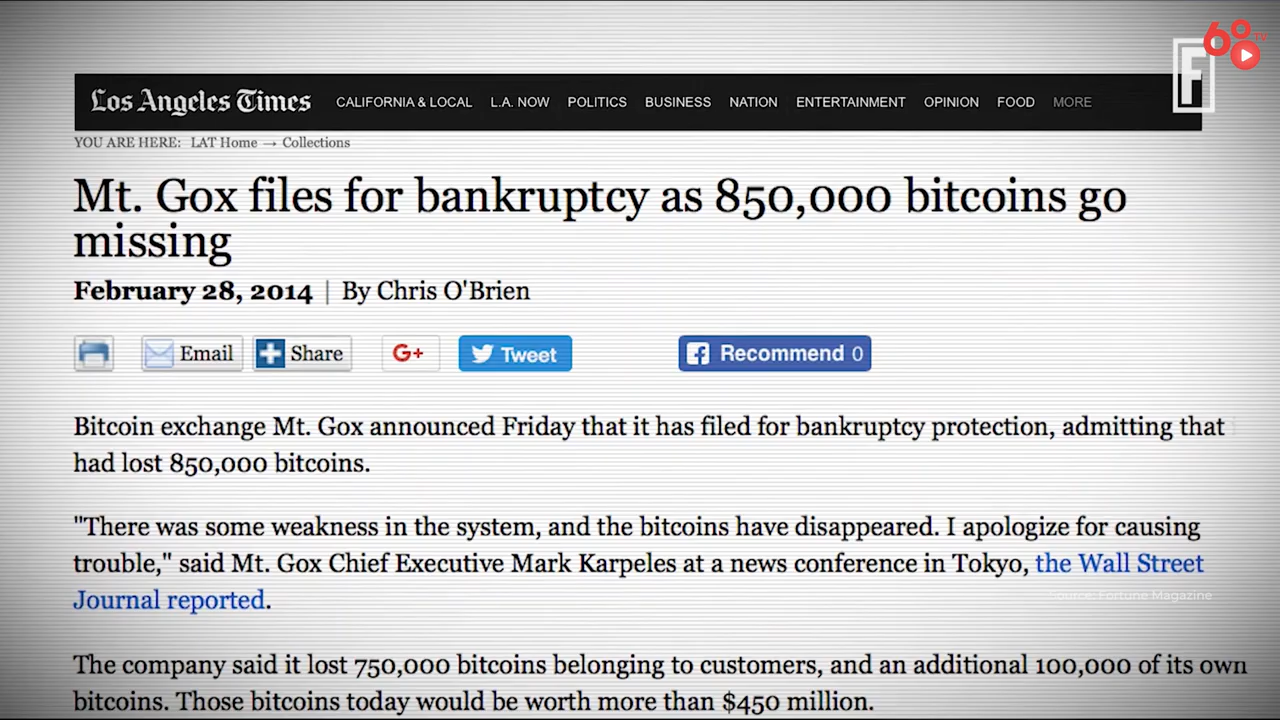 68 TV
F
Los Angeles Times
CALIFORNIA & LOCAL L.A. NOW POLITICS BUSINESS NATION ENTERTAINMENT OPINION FOOD MORE
YOU ARE HERE: LAT Home → Collections
Mt. Gox files for bankruptcy as 850,000 bitcoins go
missing
February 28, 2014 | By Chris O'Brien
Email Share G+ Tweet Recommend 0
Bitcoin exchange Mt. Gox announced Friday that it has filed for bankruptcy protection, admitting that
had lost 850,000 bitcoins.
"There was some weakness in the system, and the bitcoins have disappeared. I apologize for causing
trouble," said Mt. Gox Chief Executive Mark Karpeles at a news conference in Tokyo, the Wall Street
Journal reported.
Source: Fortune Magazine
The company said it lost 750,000 bitcoins belonging to customers, and an additional 100,000 of its own
bitcoins. Those bitcoins today would be worth more than $450 million.